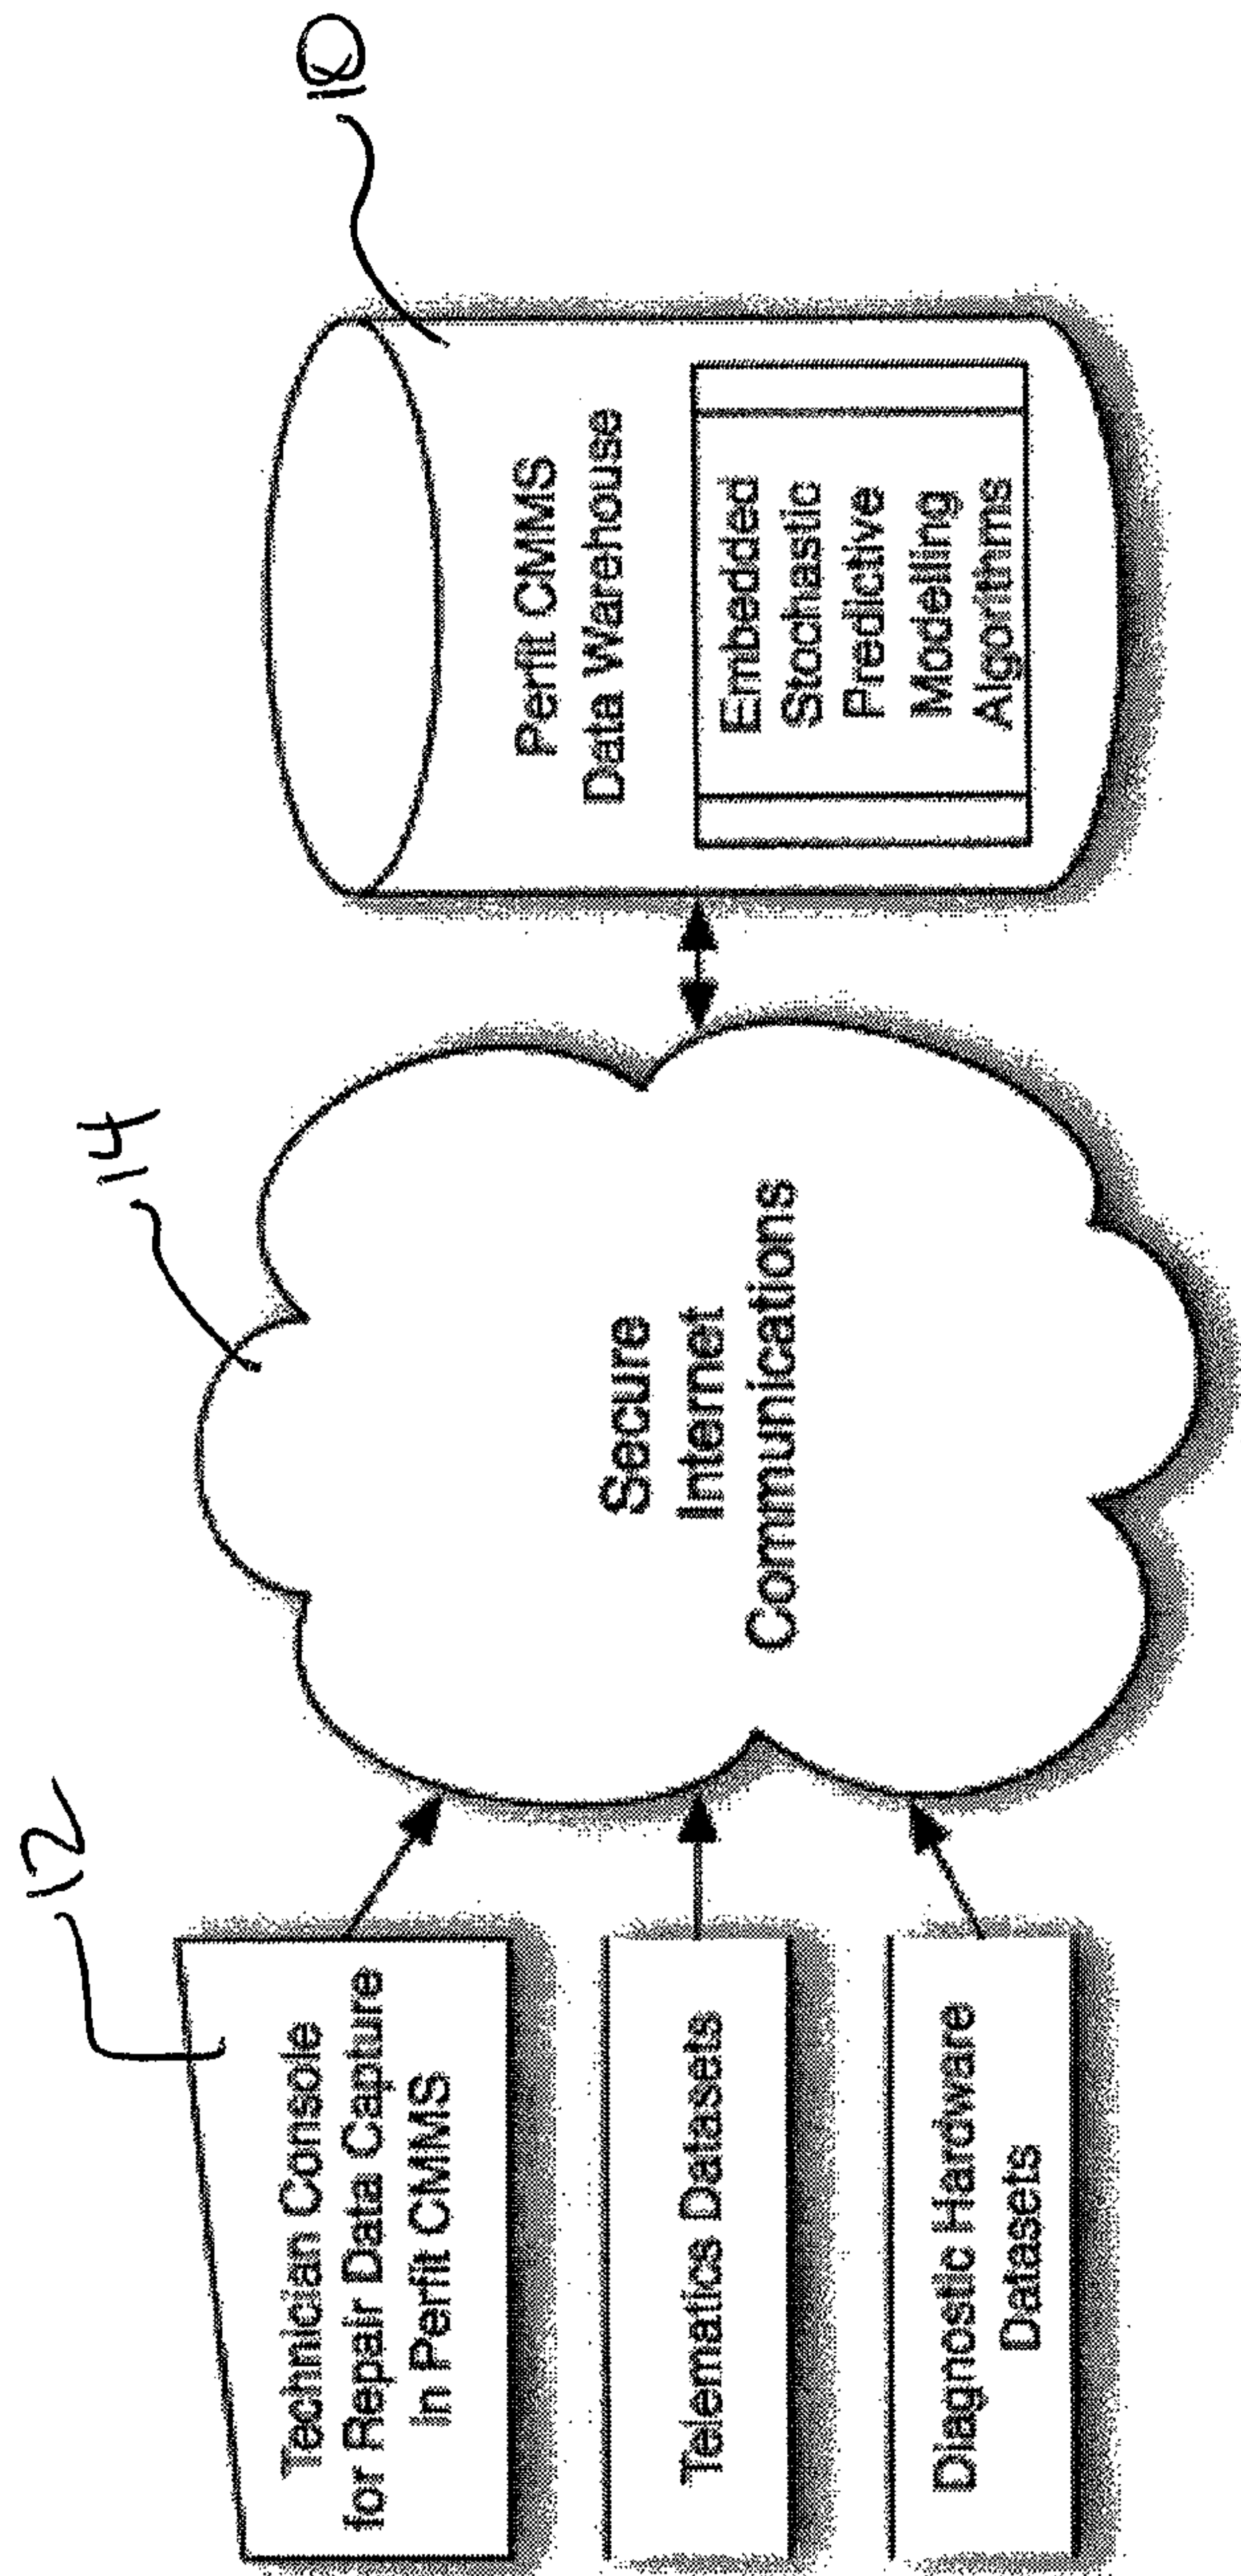 12
Technician Console
for Repair Data Capture
In Perfit CMMS
Telematics Datasets
Diagnostic Hardware
Datasets
14
Secure
Internet
Communications
10
Perfit CMMS
Data Warehouse
Embedded
Stochastic
Predictive
Modelling
Algorithms